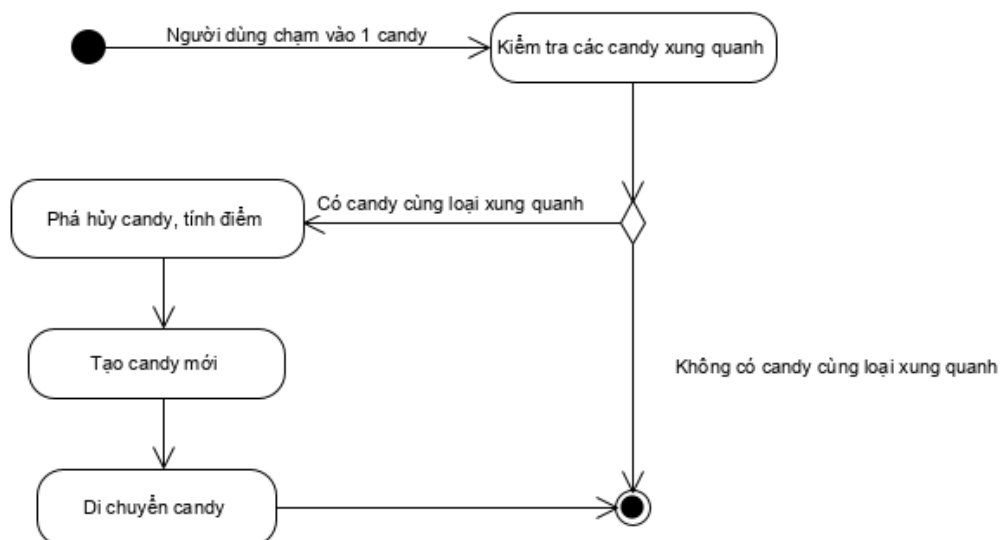 Người dùng chạm vào 1 candy
Kiểm tra các candy xung quanh
Có candy cùng loại xung quanh
Phá hủy candy, tính điểm
Tạo candy mới
Không có candy cùng loại xung quanh
Di chuyển candy